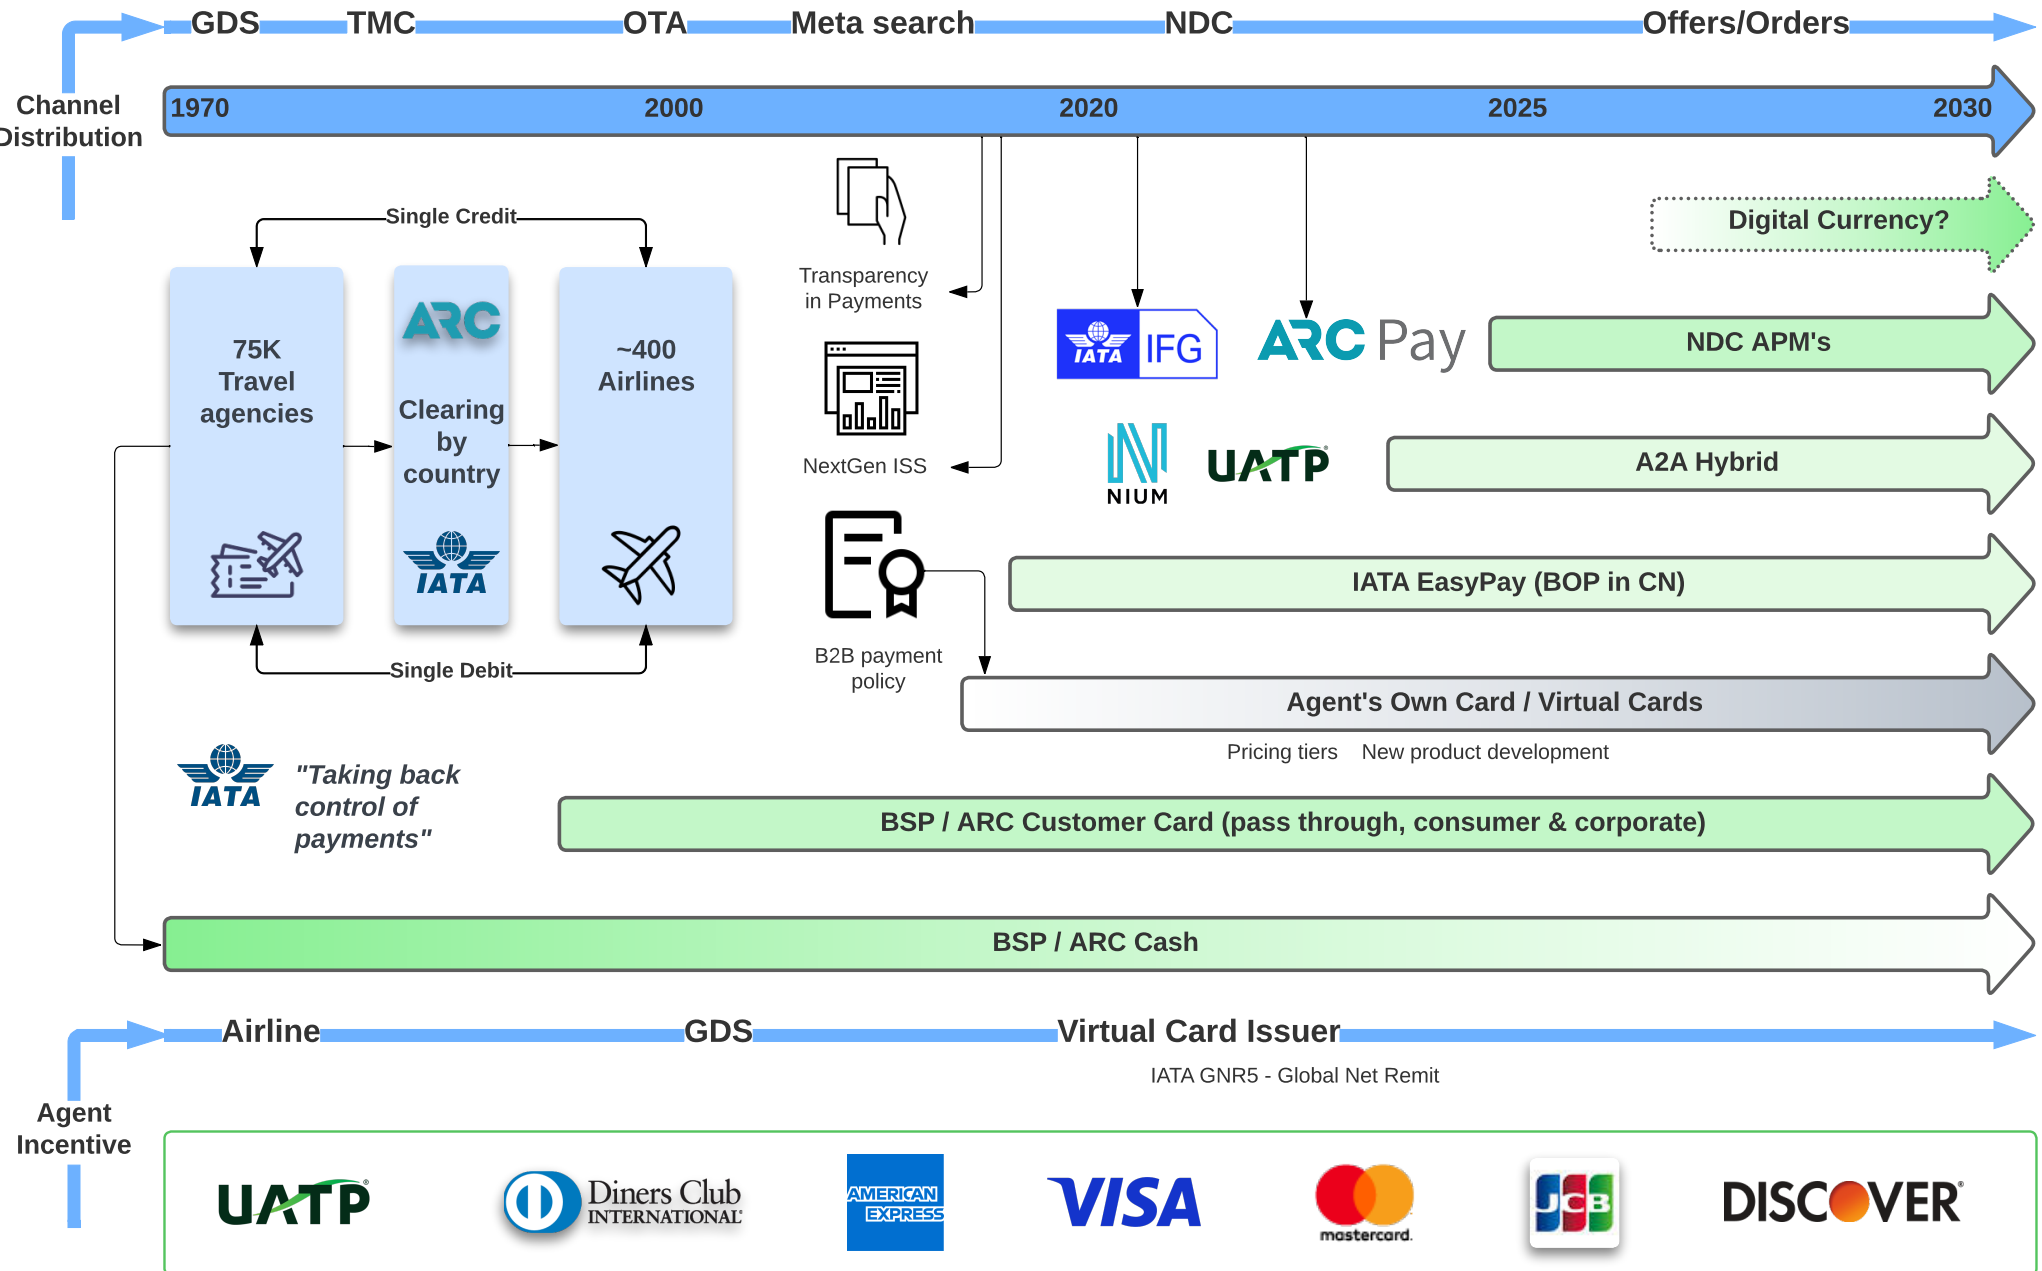 GDS TMC OTA Meta search NDC Offers/Orders
Channel
Distribution
1970 2000 2020 2025 2030
Digital Currency?
Single Credit
Transparency
in Payments
75K
Travel
agencies
ARC
Clearing
by
country
IATA
~400
Airlines
IATA IFG
ARC Pay
NDC APM's
NextGen ISS
NIUM
UATP®
A2A Hybrid
IATA EasyPay (BOP in CN)
Single Debit
B2B payment
policy
Agent's Own Card / Virtual Cards
Pricing tiers New product development
IATA
"Taking back
control of
payments"
BSP / ARC Customer Card (pass through, consumer & corporate)
BSP / ARC Cash
Airline GDS Virtual Card Issuer
IATA GNR5 - Global Net Remit
Agent
Incentive
UATP®
Diners Club
INTERNATIONAL®
AMERICAN
EXPRESS
VISA
mastercard.
JCB
DISCOVER®